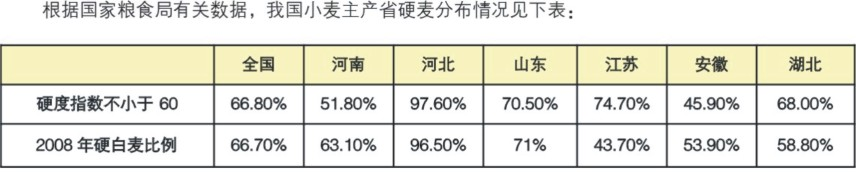 根据国家粮食局有关数据，我国小麦主产省硬麦分布情况见下表：
全国 河南 河北 山东 江苏 安徽 湖北
硬度指数不小于 60 66.80% 51.80% 97.60% 70.50% 74.70% 45.90% 68.00%
2008 年硬白麦比例 66.70% 63.10% 96.50% 71% 43.70% 53.90% 58.80%